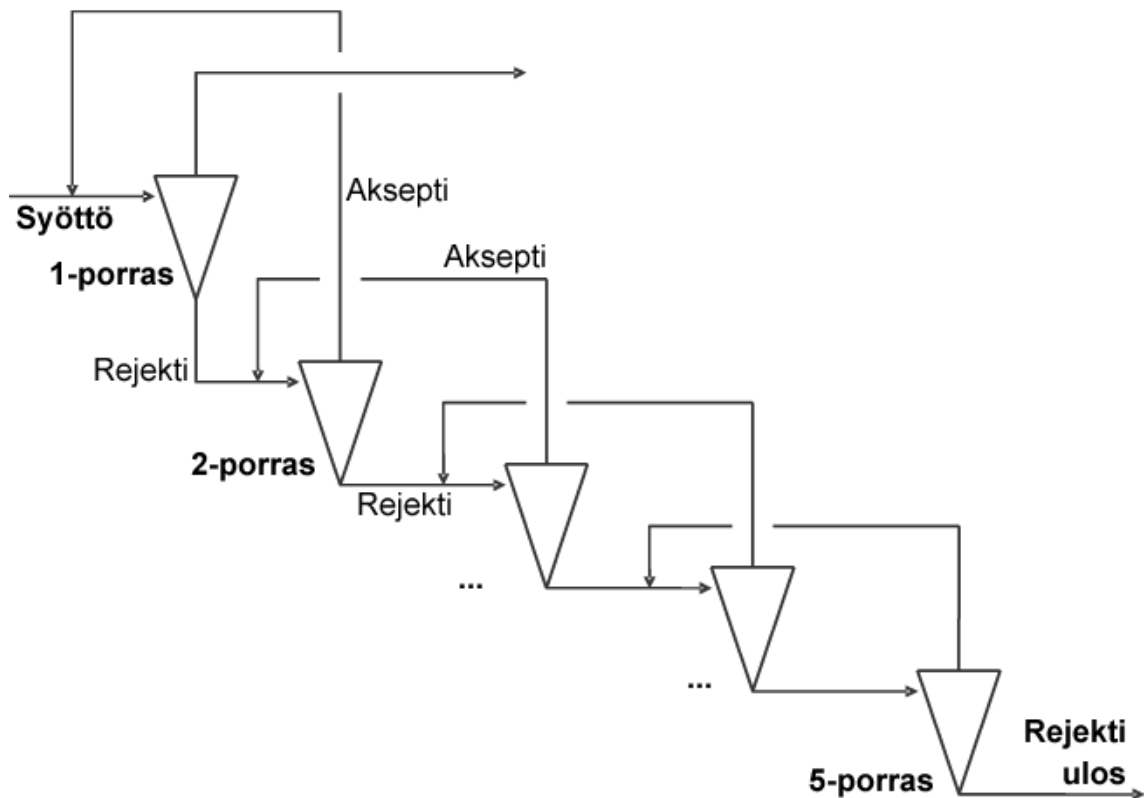 Aksepti
Syöttö
1-porras
Aksepti
Rejekti
2-porras
Rejekti
...
...
Rejekti
ulos
5-porras